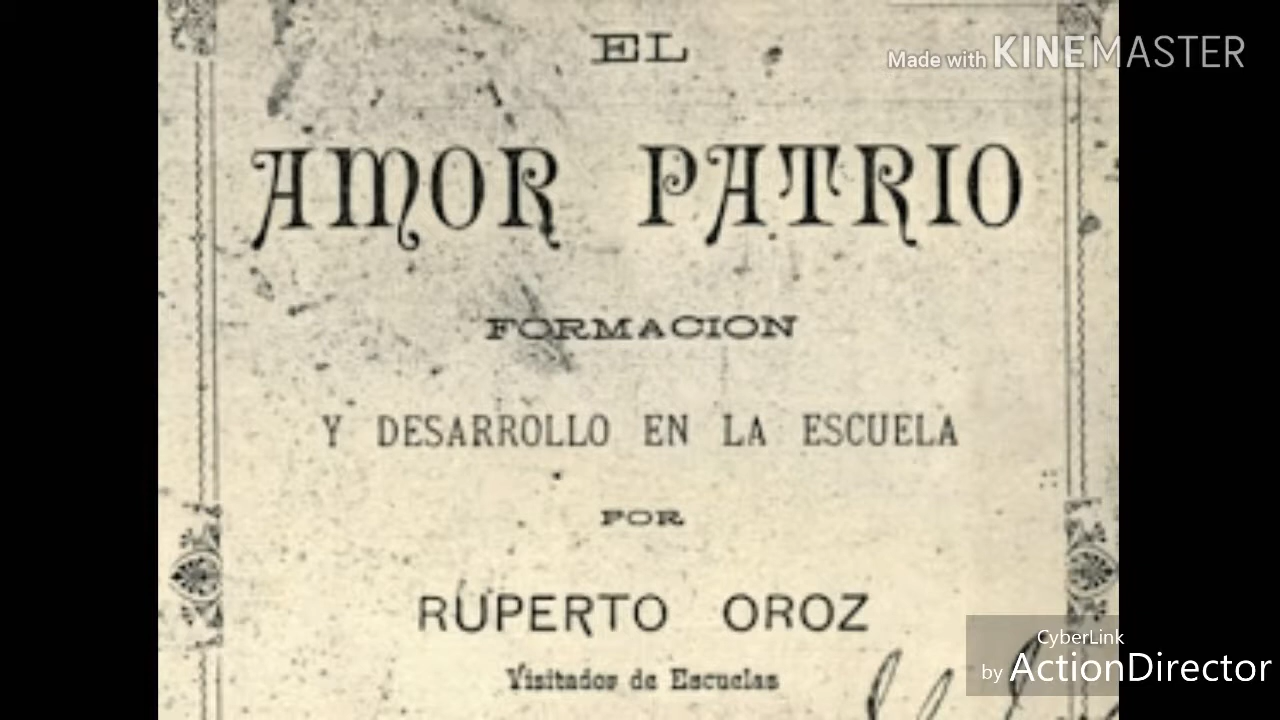 EL
Made with KINEMASTER
AMOR PATRIO
FORMACION
Y DESARROLLO EN LA ESCUELA
POR
RUPERTO OROZ
Visitador de Escuelas
CyberLink
by ActionDirector